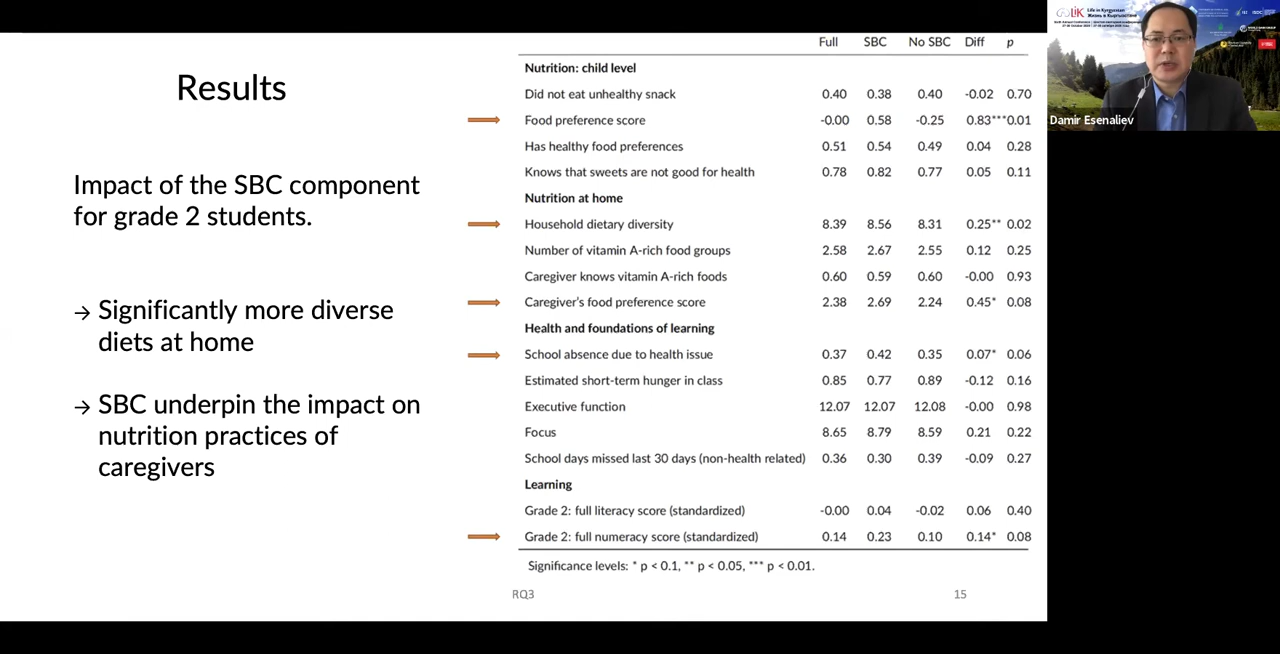 Results
Impact of the SBC component
for grade 2 students.
→ Significantly more diverse
diets at home
→ SBC underpin the impact on
nutrition practices of
caregivers
Full SBC No SBC Diff p
Nutrition: child level
Did not eat unhealthy snack 0.40 0.38 0.40 -0.02 0.70
Food preference score -0.00 0.58 -0.25 0.83*** 0.01
Has healthy food preferences 0.51 0.54 0.49 0.04 0.28
Knows that sweets are not good for health 0.78 0.82 0.77 0.05 0.11
Nutrition at home
Household dietary diversity 8.39 8.56 8.31 0.25** 0.02
Number of vitamin A-rich food groups 2.58 2.67 2.55 0.12 0.25
Caregiver knows vitamin A-rich foods 0.60 0.59 0.60 -0.00 0.93
Caregiver's food preference score 2.38 2.69 2.24 0.45* 0.08
Health and foundations of learning
School absence due to health issue 0.37 0.42 0.35 0.07* 0.06
Estimated short-term hunger in class 0.85 0.77 0.89 -0.12 0.16
Executive function 12.07 12.07 12.08 -0.00 0.98
Focus 8.65 8.79 8.59 0.21 0.22
School days missed last 30 days (non-health related) 0.36 0.30 0.39 -0.09 0.27
Learning
Grade 2: full literacy score (standardized) -0.00 0.04 -0.02 0.06 0.40
Grade 2: full numeracy score (standardized) 0.14 0.23 0.10 0.14* 0.08
Significance levels: * p < 0.1, ** p < 0.05, *** p < 0.01.
RQ3 15
LiK Life in Kyrgyzstan
Жизнь в Кыргызстане
Damir Esenaliev